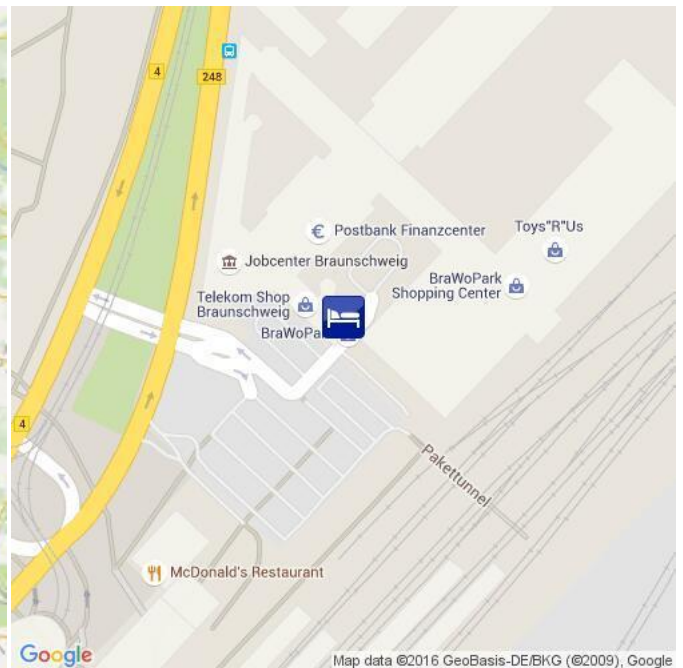 4
248
Postbank Finanzcenter
Toys"R"Us
Jobcenter Braunschweig
BraWoPark
Shopping Center
Telekom Shop
Braunschweig
BraWoPa
4
Pakettunnel
McDonald's Restaurant
Google
Map data ©2016 GeoBasis-DE/BKG (©2009), Google